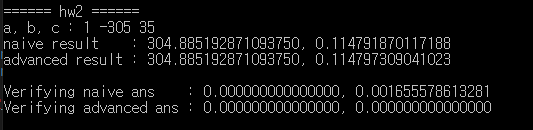 ====== hw2 ======
a, b, c : 1 -305 35
naive result    : 304.885192871093750, 0.114791870117188
advanced result : 304.885192871093750, 0.114797309041023
Verifying naive ans    : 0.000000000000000, 0.001655578613281
Verifying advanced ans : 0.000000000000000, 0.000000000000000